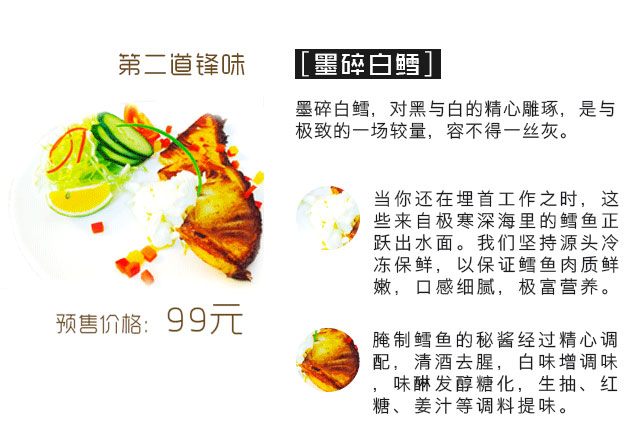 第二道锋味
[墨碎白鳕]
墨碎白鳕，对黑与白的精心雕琢，是与
极致的一场较量，容不得一丝灰。
当你还在埋首工作之时，这
些来自极寒深海里的鳕鱼正
跃出水面。我们坚持源头冷
冻保鲜，以保证鳕鱼肉质鲜
嫩，口感细腻，极富营养。
预售价格：99元
腌制鳕鱼的秘酱经过精心调
配，清酒去腥，白味增调味
，味醂发醇糖化，生抽、红
糖、姜汁等调料提味。